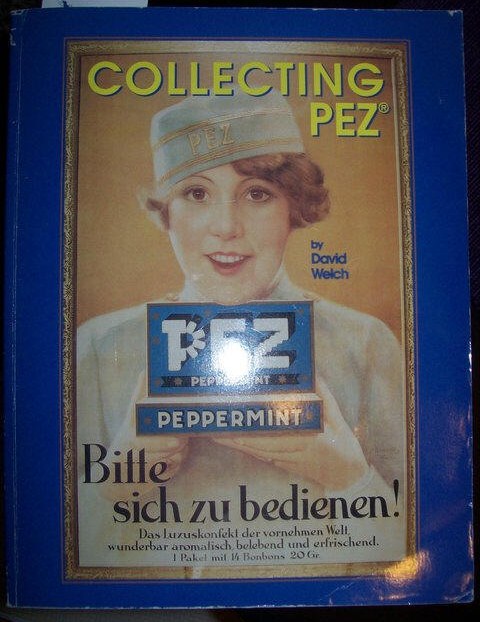 COLLECTING
PEZ®
PEZ
by
David
Welch
PEZ
PEPPERMINT
PEPPERMINT
Bitte
sich zu bedienen!
Das Luxuskonfekt der vornehmen Welt,
wunderbar aromatisch, belebend und erfrischend.
1 Paket mit 14 Bonbons 20 Gr.